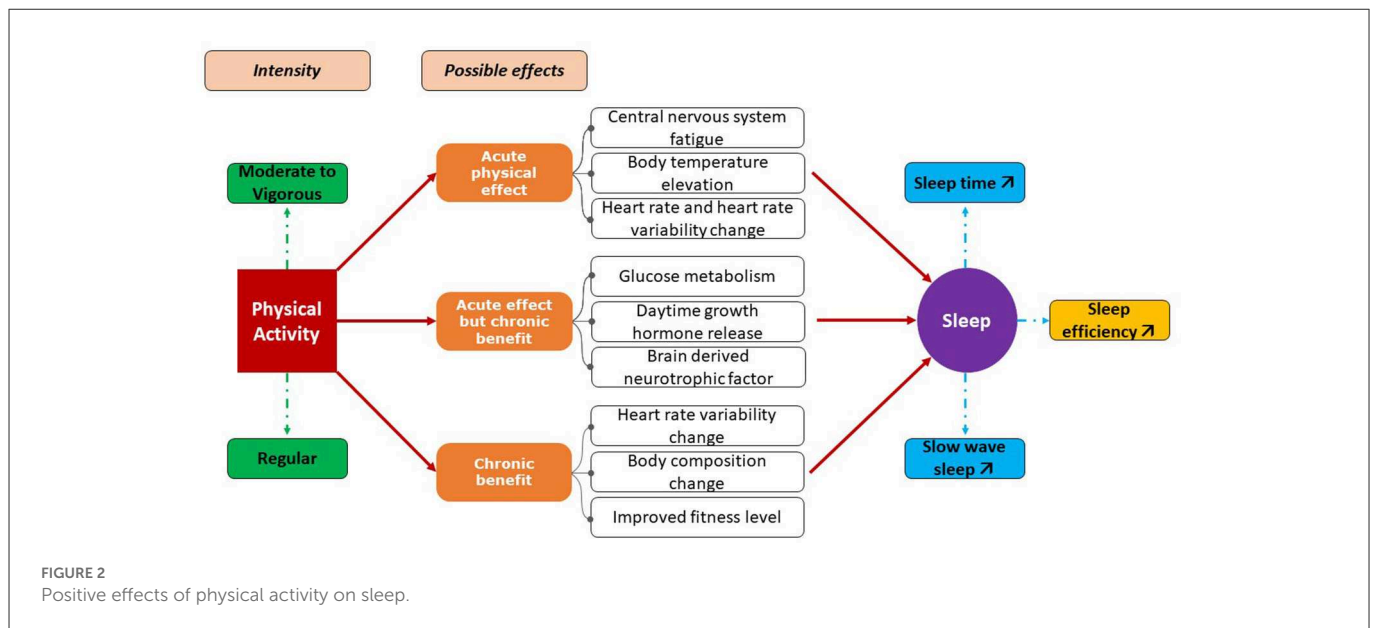 Intensity
Possible effects
Moderate to
Vigorous
Physical
Activity
Regular
Acute
physical
effect
Central nervous system
fatigue
Body temperature
elevation
Heart rate and heart rate
variability change
Acute effect
but chronic
benefit
Glucose metabolism
Daytime growth
hormone release
Brain derived
neurotrophic factor
Chronic
benefit
Heart rate variability
change
Body composition
change
Improved fitness level
Sleep time ↗
Sleep
Sleep
efficiency ↗
Slow wave
sleep ↗
FIGURE 2
Positive effects of physical activity on sleep.